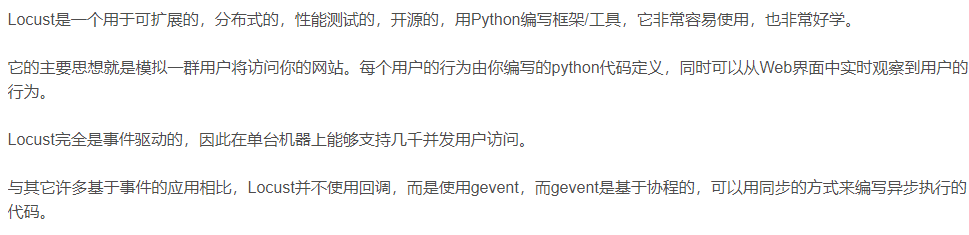 Locust是一个用于可扩展的，分布式的，性能测试的，开源的，用Python编写框架/工具，它非常容易使用，也非常好学。
它的主要思想就是模拟一群用户将访问你的网站。每个用户的行为由你编写的python代码定义，同时可以从Web界面中实时观察到用户的
行为。
Locust完全是事件驱动的，因此在单台机器上能够支持几千并发用户访问。
与其它许多基于事件的应用相比，Locust并不使用回调，而是使用gevent，而gevent是基于协程的，可以用同步的方式来编写异步执行的
代码。